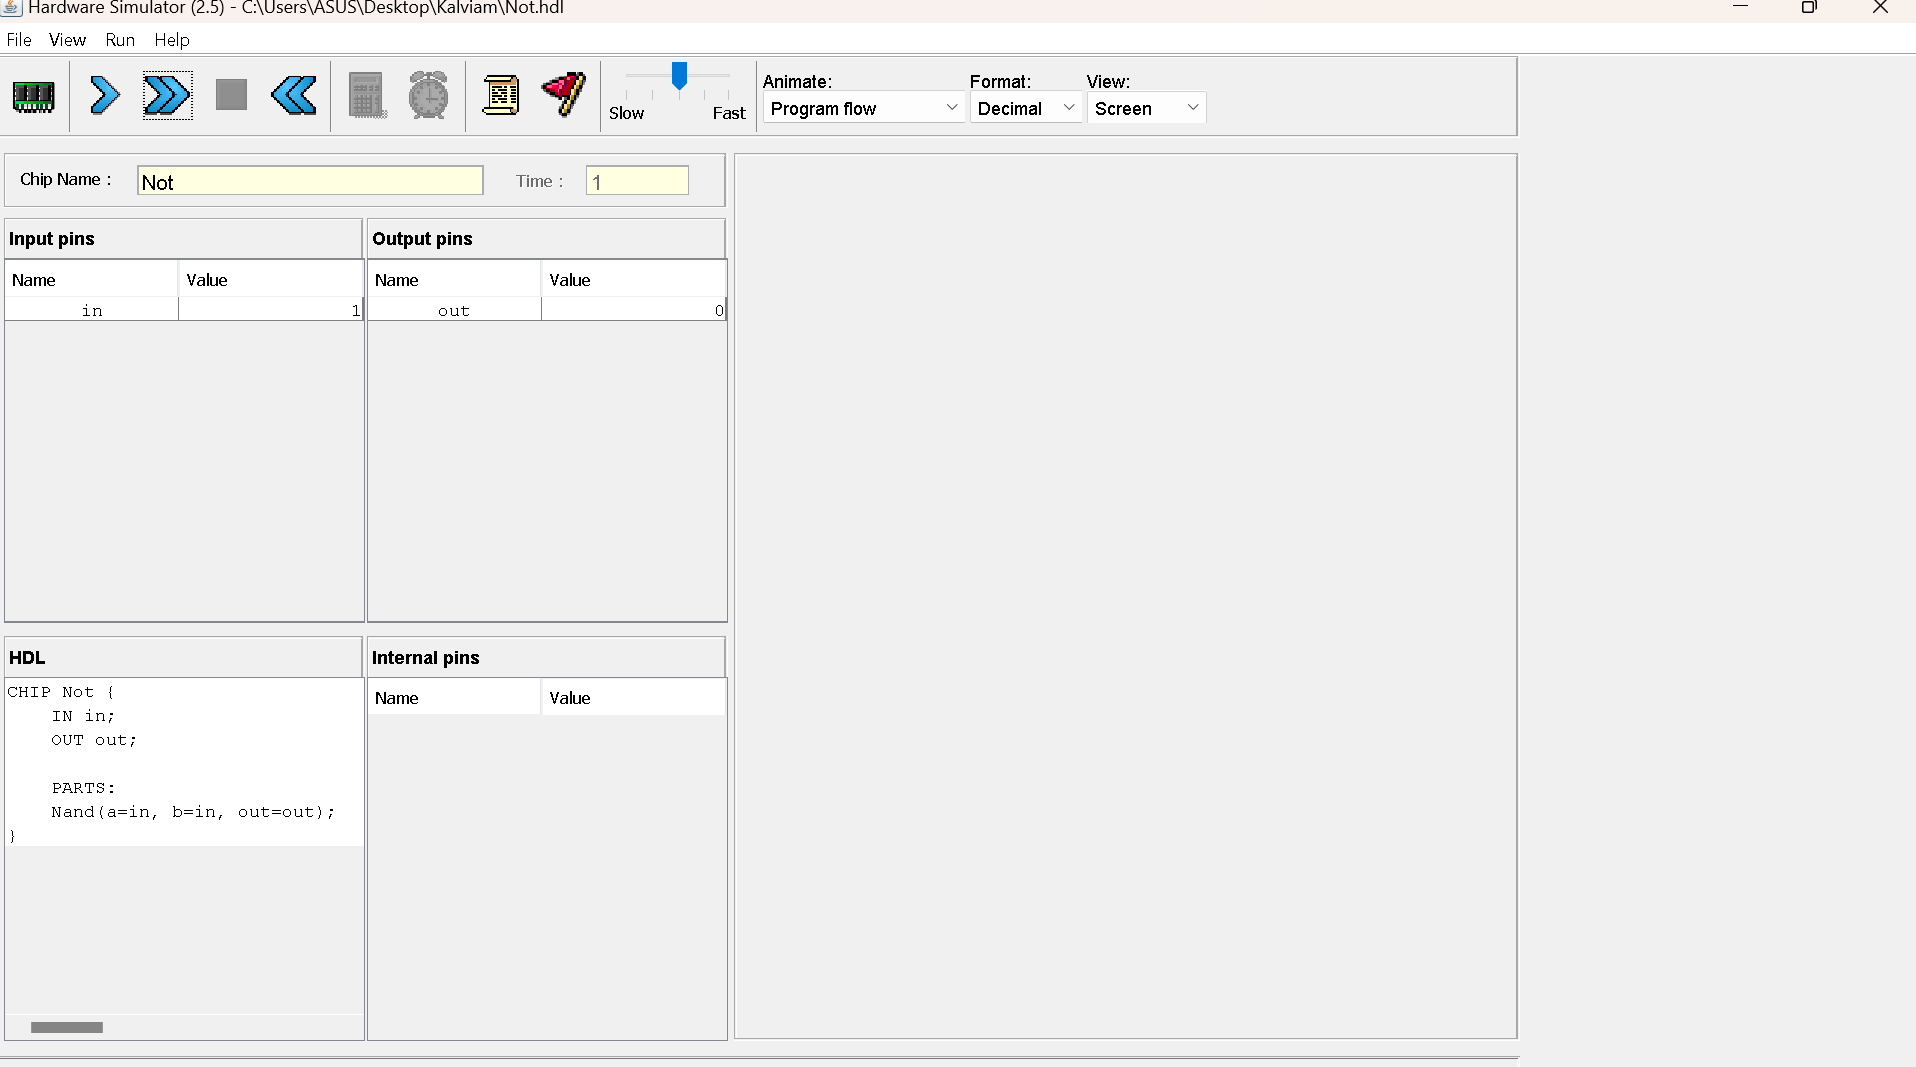 Hardware Simulator (2.5) - C:\Users\ASUS\Desktop\Kalviam\Not.hdl
File View Run Help
Slow Fast
Animate: Format: View:
Program flow Decimal Screen
Chip Name : Not Time : 1
Input pins Output pins
Name Value Name Value
in 1 out 0
HDL Internal pins
Name Value
CHIP Not {
    IN in;
    OUT out;
    PARTS:
    Nand(a=in, b=in, out=out);
}